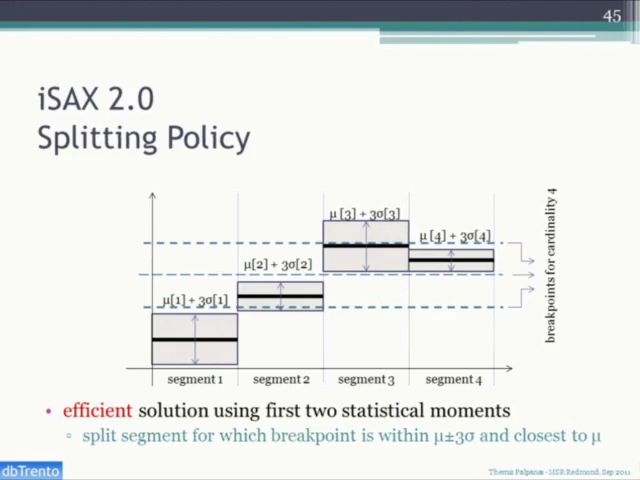 45
iSAX 2.0
Splitting Policy
μ[3] + 3σ[3]
μ[4] + 3σ[4]
μ[2] + 3σ[2]
μ[1] + 3σ[1]
breakpoints for cardinality 4
segment 1 segment 2 segment 3 segment 4
• efficient solution using first two statistical moments
▫ split segment for which breakpoint is within μ±3σ and closest to μ
dbTrento
Themis Palpanas - MSR Redmond, Sep 2011